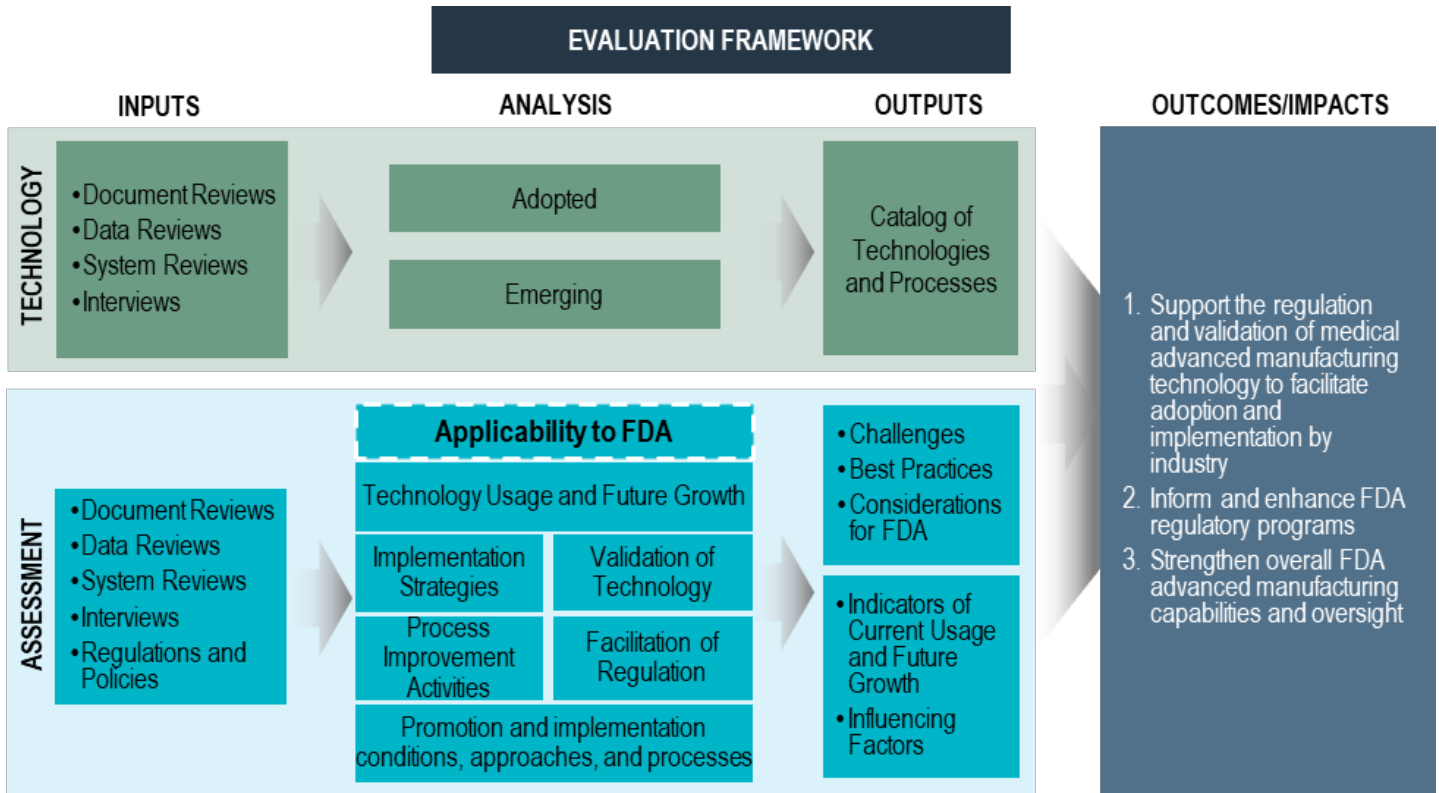 EVALUATION FRAMEWORK
INPUTS
ANALYSIS
OUTPUTS
OUTCOMES/IMPACTS
TECHNOLOGY
•Document Reviews
•Data Reviews
•System Reviews
•Interviews
Adopted
Emerging
Catalog of
Technologies
and Processes
ASSESSMENT
•Document Reviews
•Data Reviews
•System Reviews
•Interviews
•Regulations and
Policies
Applicability to FDA
Technology Usage and Future Growth
Implementation
Strategies
Validation of
Technology
Process
Improvement
Activities
Facilitation of
Regulation
Promotion and implementation
conditions, approaches, and processes
•Challenges
•Best Practices
•Considerations
for FDA
•Indicators of
Current Usage
and Future
Growth
•Influencing
Factors
1. Support the regulation
and validation of medical
advanced manufacturing
technology to facilitate
adoption and
implementation by
industry
2. Inform and enhance FDA
regulatory programs
3. Strengthen overall FDA
advanced manufacturing
capabilities and oversight